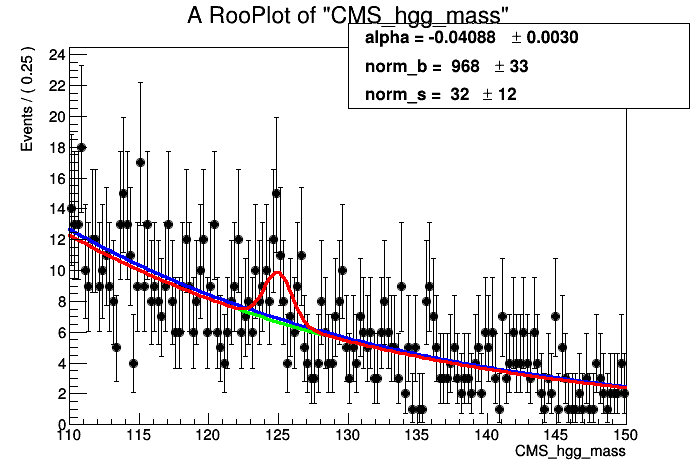 A RooPlot of "CMS_hgg_mass"
alpha = -0.04088 ± 0.0030
norm_b = 968 ± 33
norm_s = 32 ± 12
Events / ( 0.25 )
24
22
20
18
16
14
12
10
8
6
4
2
0
110 115 120 125 130 135 140 145 150
CMS_hgg_mass